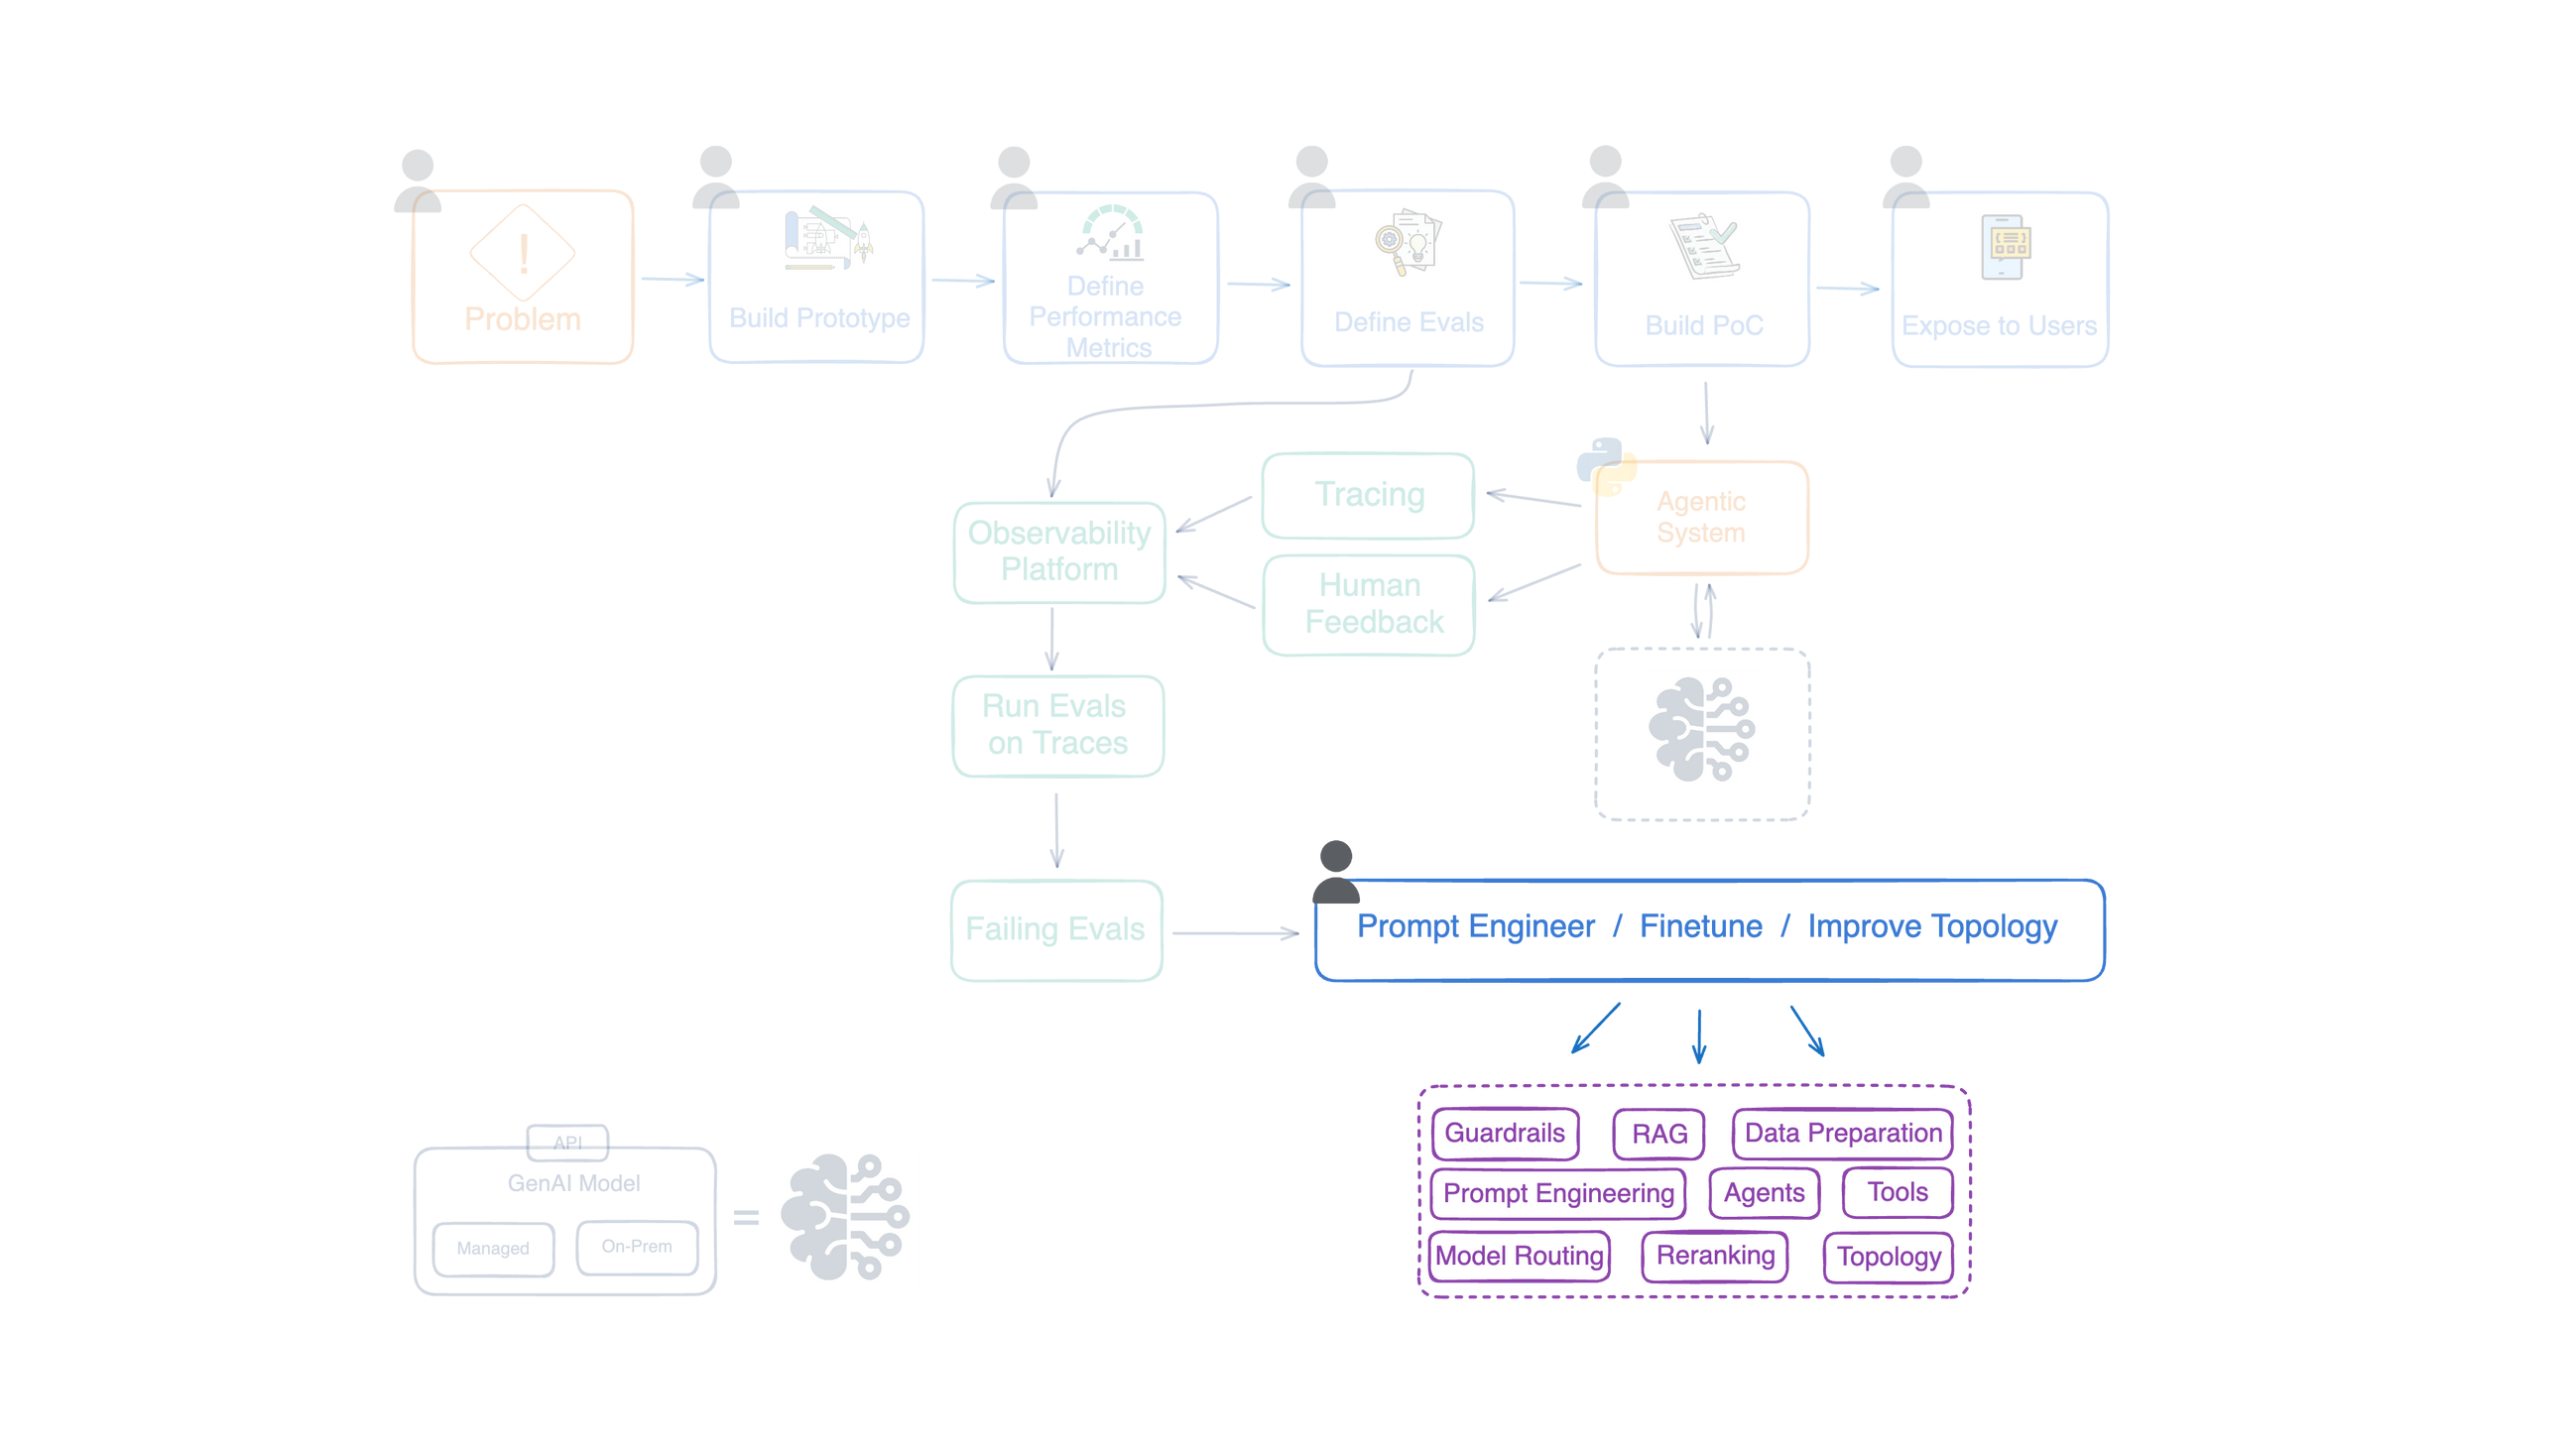 !
Problem
Build Prototype
Define
Performance
Metrics
Define Evals
Build PoC
Expose to Users
Observability
Platform
Tracing
Human
Feedback
Agentic
System
Run Evals
on Traces
Failing Evals
Prompt Engineer / Finetune / Improve Topology
Guardrails
RAG
Data Preparation
Prompt Engineering
Agents
Tools
Model Routing
Reranking
Topology
API
GenAI Model
Managed
On-Prem
=